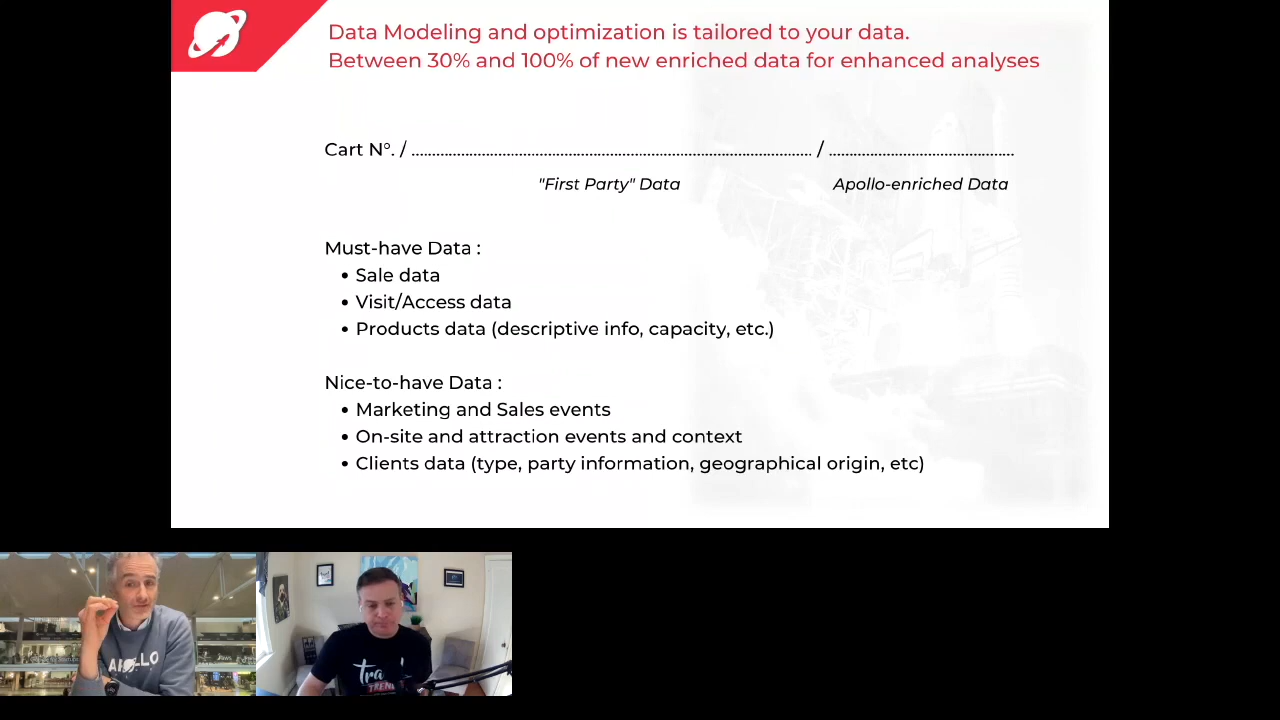 Data Modeling and optimization is tailored to your data.
Between 30% and 100% of new enriched data for enhanced analyses
Cart N°. / ........................................................................................................ / ................................................
"First Party" Data
Apollo-enriched Data
Must-have Data :
• Sale data
• Visit/Access data
• Products data (descriptive info, capacity, etc.)
Nice-to-have Data :
• Marketing and Sales events
• On-site and attraction events and context
• Clients data (type, party information, geographical origin, etc)
APOLLO